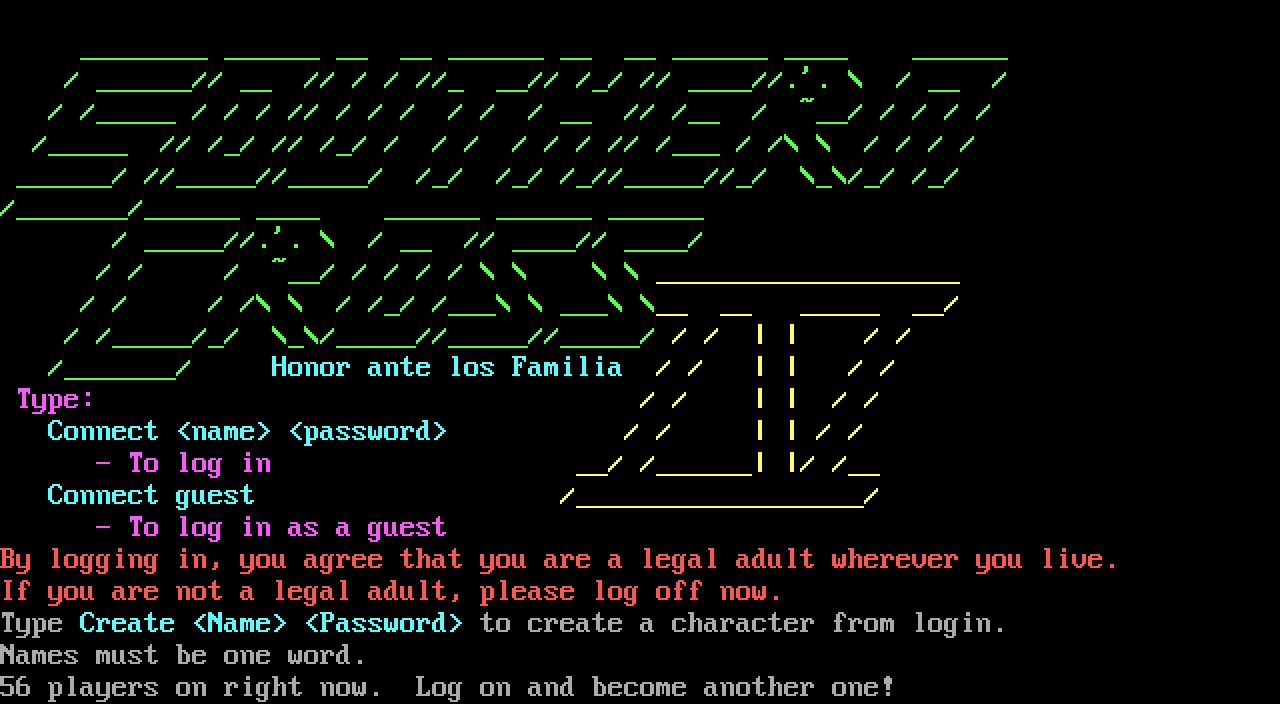 SOUTHERN
CROSS
IV
Honor ante los Familia
Type:
Connect <name> <password>
- To log in
Connect guest
- To log in as a guest
By logging in, you agree that you are a legal adult wherever you live.
If you are not a legal adult, please log off now.
Type Create <Name> <Password> to create a character from login.
Names must be one word.
56 players on right now.  Log on and become another one!